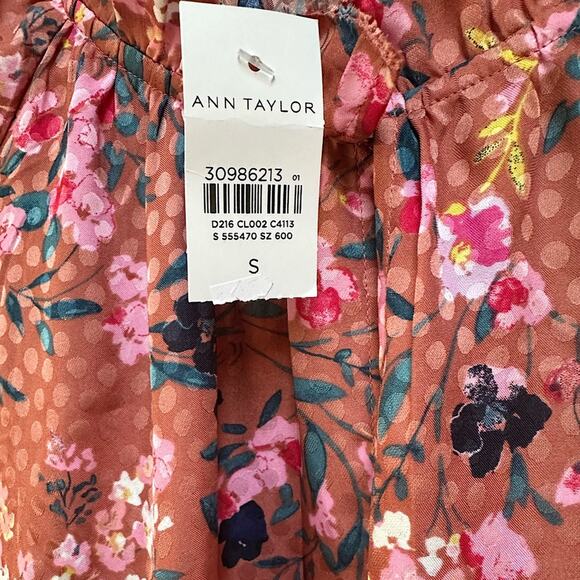 ANN TAYLOR
30986213 01
D216 CL002 C4113
S 555470 SZ 600
S